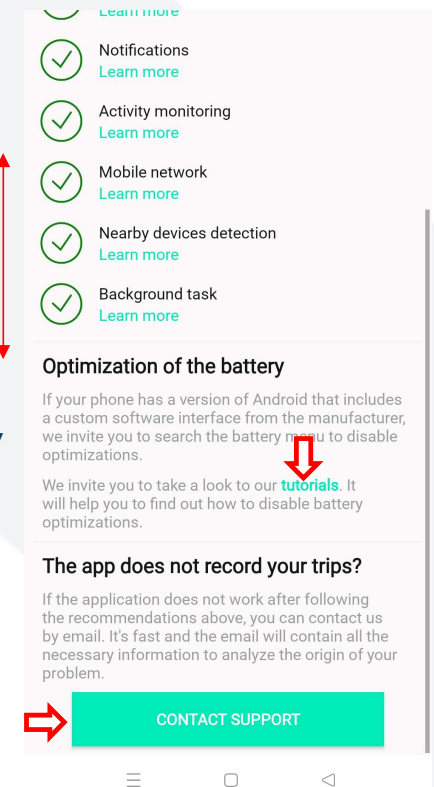 Learn more
Notifications
Learn more
Activity monitoring
Learn more
Mobile network
Learn more
Nearby devices detection
Learn more
Background task
Learn more
Optimization of the battery
If your phone has a version of Android that includes
a custom software interface from the manufacturer,
we invite you to search the battery menu to disable
optimizations.
We invite you to take a look to our tutorials. It
will help you to find out how to disable battery
optimizations.
The app does not record your trips?
If the application does not work after following
the recommendations above, you can contact us
by email. It's fast and the email will contain all the
necessary information to analyze the origin of your
problem.
CONTACT SUPPORT